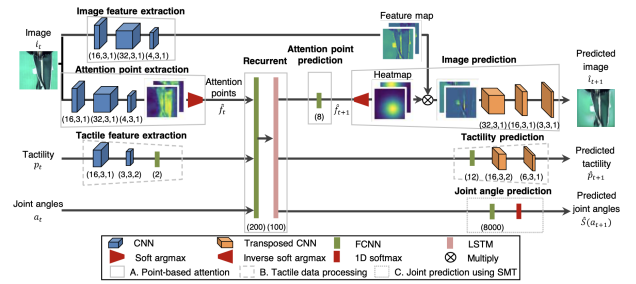 Image feature extraction
Feature map
Image
i_t
(16,3,1)(32,3,1)(4,3,1)
Recurrent
Attention point
prediction
Image prediction
Predicted
image
î_{t+1}
Attention point extraction
Attention
points
f̂_t
Heatmap
(8)
f̂_{t+1}
(16,3,1) (32,3,1)(4,3,1)
(32,3,1) (16,3,1) (3,3,1)
Tactile feature extraction
Tactility prediction
Tactility
p_t
(16,3,1) (3,3,2) (2)
(12) (16,3,2) (6,3,1)
Predicted
tactility
p̂_{t+1}
Joint angle prediction
Joint angles
a_t
(200) (100)
(8000)
Predicted
joint angles
Ŝ(a_{t+1})
CNN
Transposed CNN
FCNN
LSTM
Soft argmax
Inverse soft argmax
1D softmax
Multiply
A. Point-based attention
B. Tactile data processing
C. Joint prediction using SMT